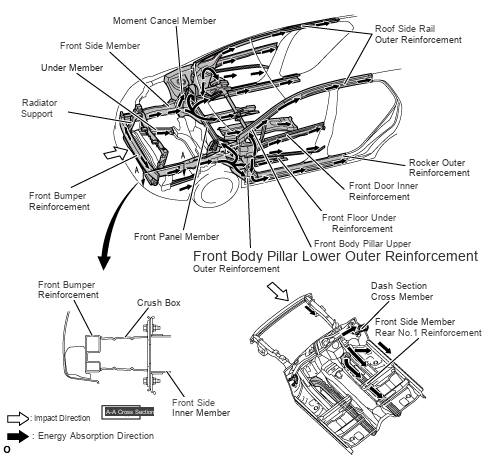 Moment Cancel Member
Front Side Member
Under Member
Radiator
Support
Roof Side Rail
Outer Reinforcement
A
A
Front Bumper
Reinforcement
Front Panel Member
Rocker Outer
Reinforcement
Front Door Inner
Reinforcement
Front Floor Under
Reinforcement
Front Body Pillar Upper
Front Body Pillar Lower Outer Reinforcement
Outer Reinforcement
Front Bumper
Reinforcement
Crush Box
Dash Section
Cross Member
Front Side Member
Rear No.1 Reinforcement
Front Side
Inner Member
A-A Cross Section
: Impact Direction
: Energy Absorption Direction
O